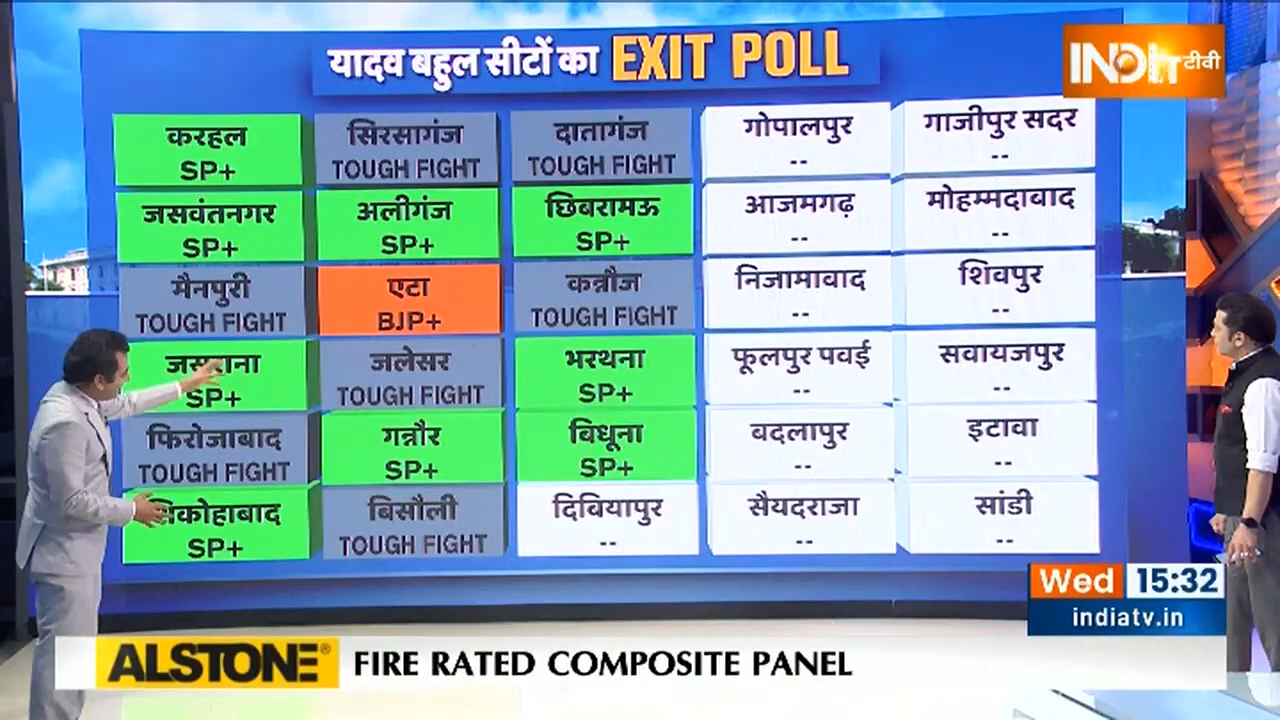 यादव बहुल सीटों का EXIT POLL
INDIA टीवी
करहल
SP+
सिरसागंज
TOUGH FIGHT
दातागंज
TOUGH FIGHT
गोपालपुर
--
गाजीपुर सदर
--
जसवंतनगर
SP+
अलीगंज
SP+
छिबरामऊ
SP+
आजमगढ़
--
मोहम्मदाबाद
--
मैनपुरी
TOUGH FIGHT
एटा
BJP+
कन्नौज
TOUGH FIGHT
निजामावाद
--
शिवपुर
--
SP+
जलेसर
TOUGH FIGHT
भरथना
SP+
फूलपुर पवई
--
सवायजपुर
--
फिरोजाबाद
TOUGH FIGHT
गन्नौर
SP+
बिधूना
SP+
बदलापुर
--
इटावा
--
SP+
बिसौली
TOUGH FIGHT
दिबियापुर
--
सैयदराजा
--
सांडी
--
Wed 15:32
indiatv.in
ALSTONE® FIRE RATED COMPOSITE PANEL